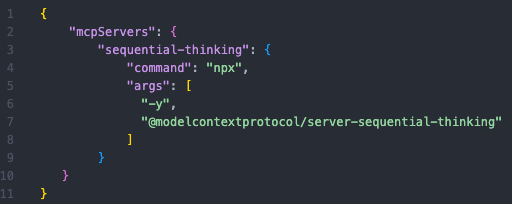 1 {
2 "mcpServers": {
3 "sequential-thinking": {
4 "command": "npx",
5 "args": [
6 "-y",
7 "@modelcontextprotocol/server-sequential-thinking"
8 ]
9 }
10 }
11 }